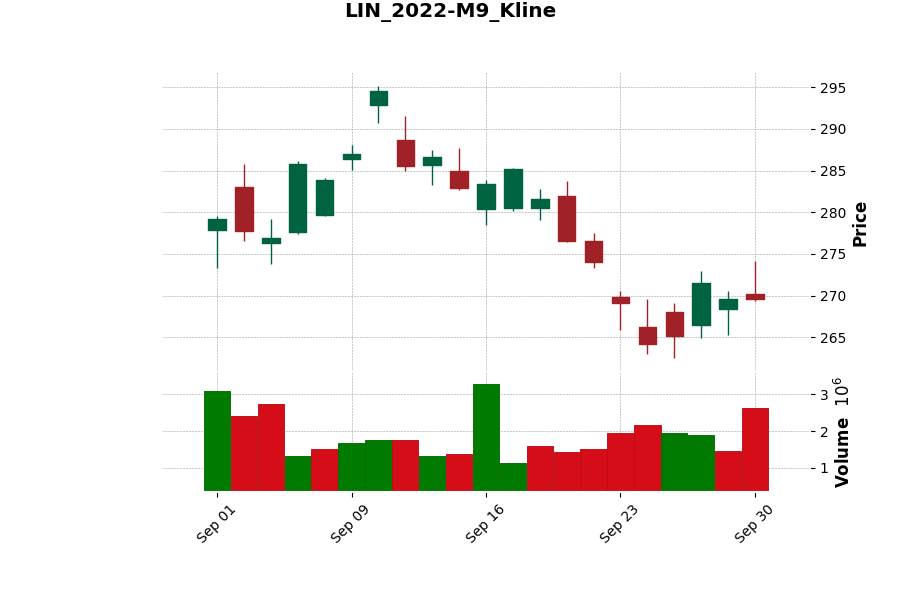 LIN_2022-M9_Kline
295
290
285
280
275
270
265
Price
3
2
1
Volume 10^6
Sep 01
Sep 09
Sep 16
Sep 23
Sep 30